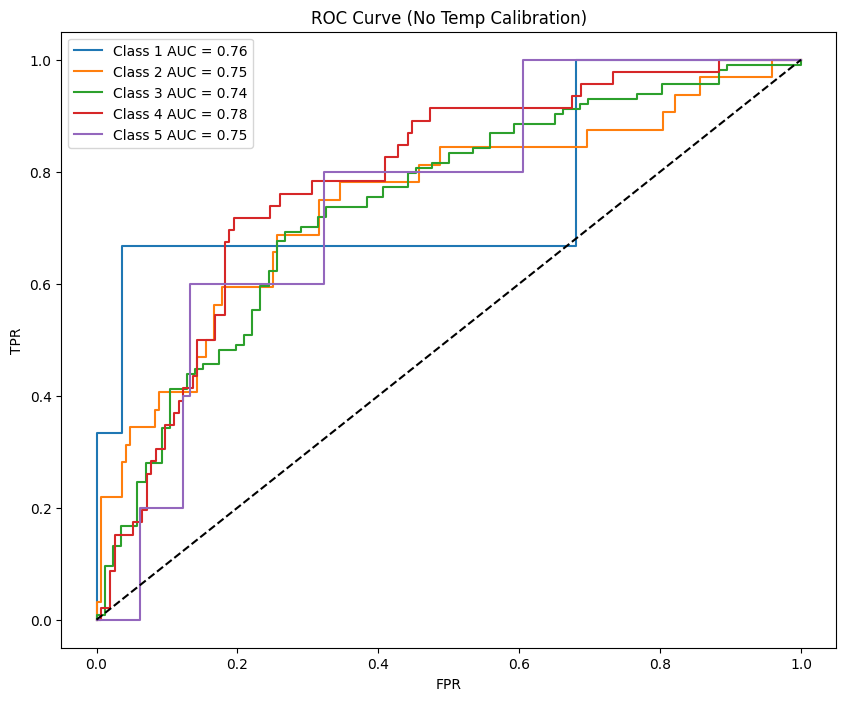 ROC Curve (No Temp Calibration)
Class 1 AUC = 0.76
Class 2 AUC = 0.75
Class 3 AUC = 0.74
Class 4 AUC = 0.78
Class 5 AUC = 0.75
1.0
0.8
0.6
0.4
0.2
0.0
TPR
0.0 0.2 0.4 0.6 0.8 1.0
FPR